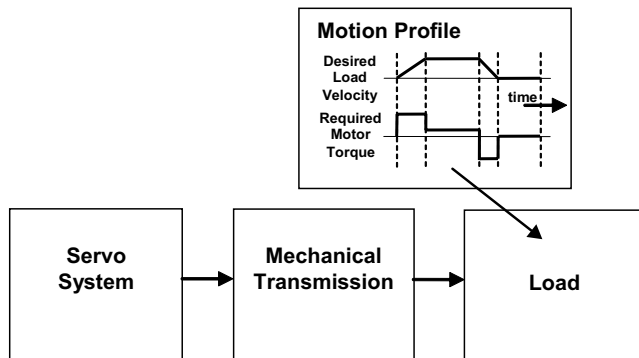 Motion Profile
Desired
Load
Velocity
time
Required
Motor
Torque
Servo
System
Mechanical
Transmission
Load